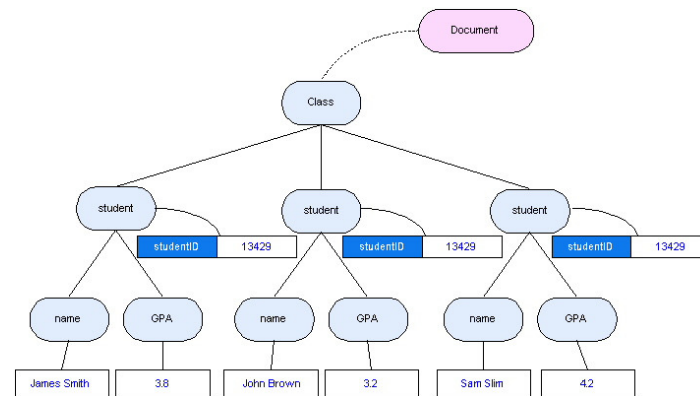 Document
Class
student
student
student
studentID 13429
studentID 13429
studentID 13429
name
GPA
name
GPA
name
GPA
James Smith
3.8
John Brown
3.2
Sam Slim
4.2